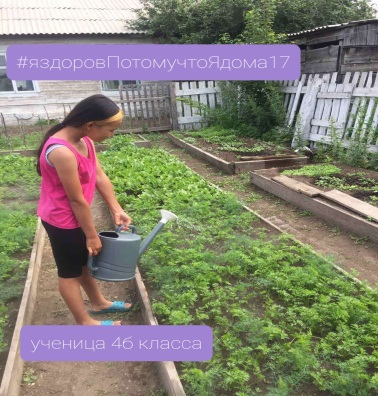 #яздоровПотомучтоЯдома17
ученица 4б класса